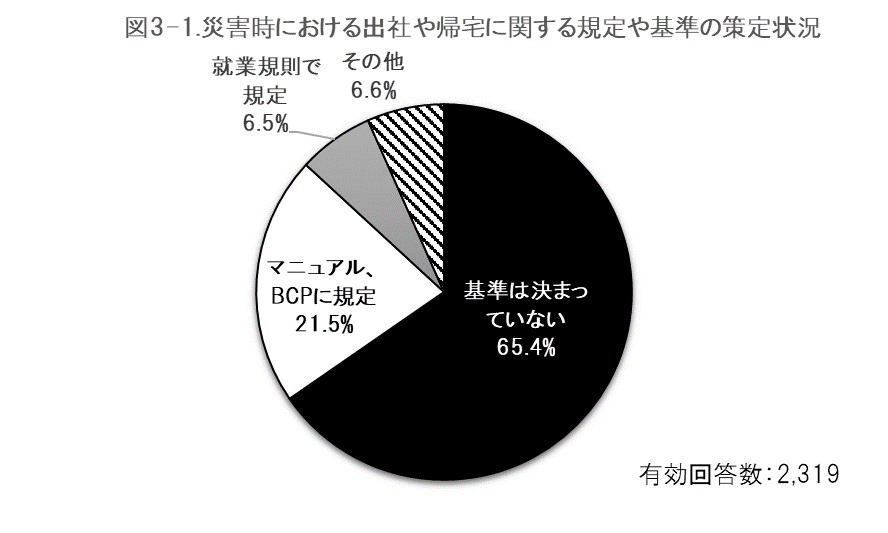 図3-1.災害時における出社や帰宅に関する規定や基準の策定状況
就業規則で
規定
6.5%
その他
6.6%
マニュアル、
BCPに規定
21.5%
基準は決まっ
ていない
65.4%
有効回答数：2,319